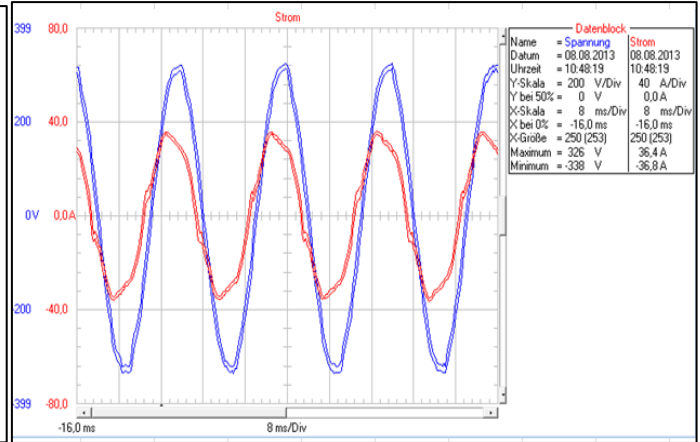 Strom
399
80,0
200
40,0
0V
0,0A
-200
-40,0
-399
-80,0
-16,0 ms
8 ms/Div
Datenblock
Name = Spannung Strom
Datum = 08.08.2013 08.08.2013
Uhrzeit = 10:48:19 10:48:19
Y-Skala = 200 V/Div 40 A/Div
Y bei 50% = 0 V 0,0 A
X-Skala = 8 ms/Div 8 ms/Div
X bei 0% = -16,0 ms -16,0 ms
X-Größe = 250 (253) 250 (253)
Maximum = 326 V 36,4 A
Minimum = -338 V -36,8 A